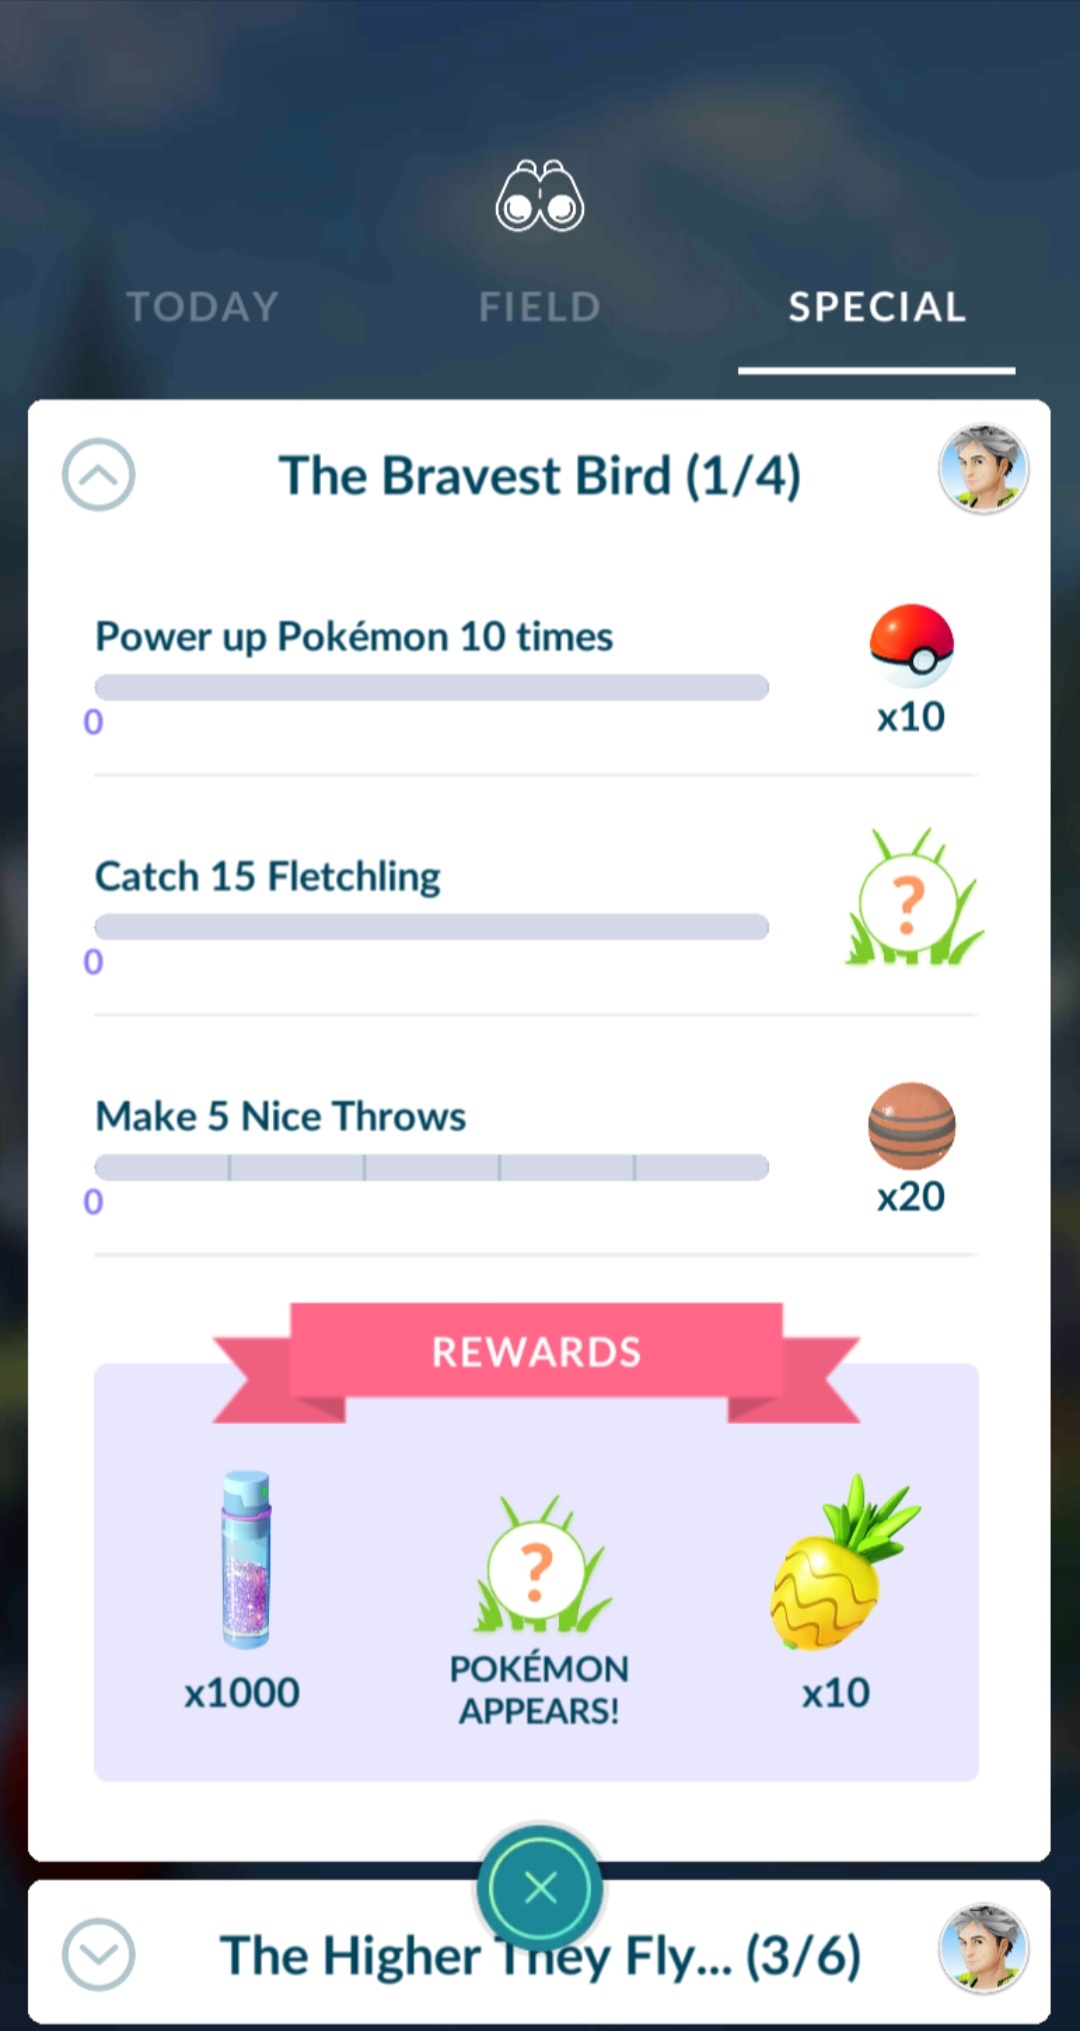 TODAY
FIELD
SPECIAL
The Bravest Bird (1/4)
Power up Pokémon 10 times
0
x10
Catch 15 Fletchling
0
?
Make 5 Nice Throws
0
x20
REWARDS
?
x1000
POKÉMON
APPEARS!
x10
The Higher They Fly... (3/6)